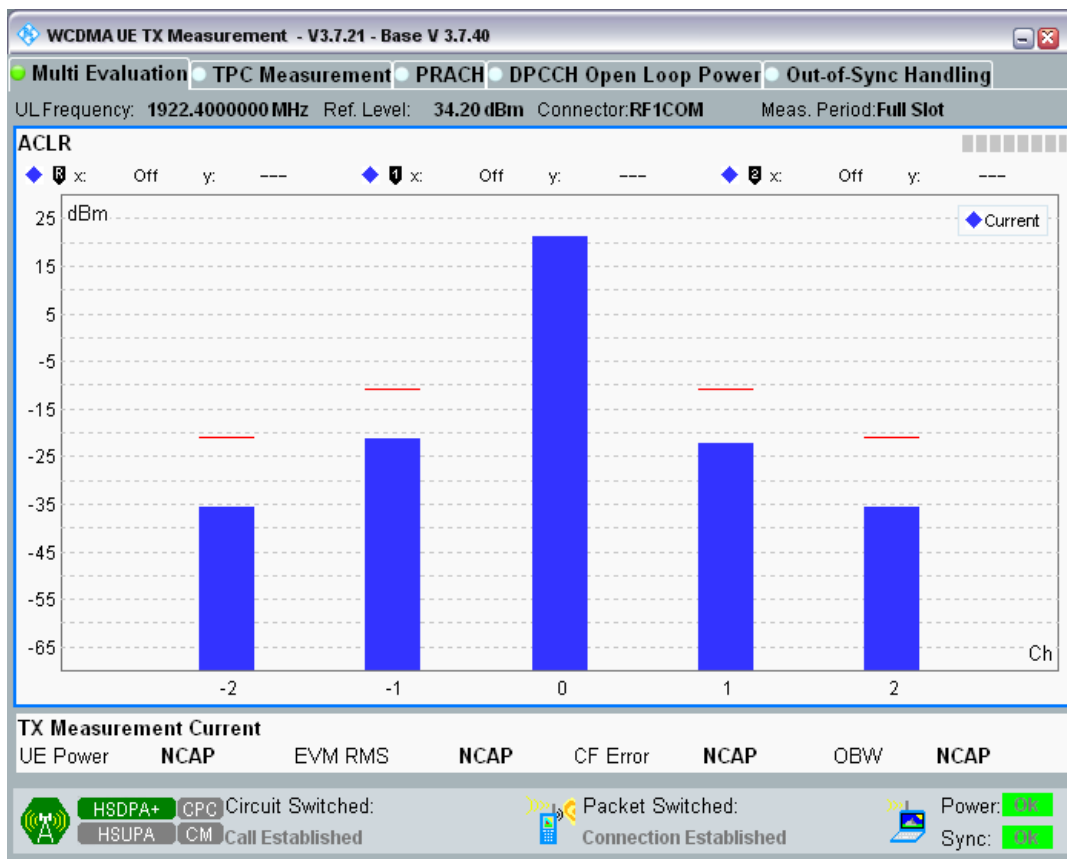 WCDMA UE TX Measurement - V3.7.21 - Base V 3.7.40
Multi Evaluation TPC Measurement PRACH DPCCH Open Loop Power Out-of-Sync Handling
UL Frequency: 1922.4000000 MHz Ref. Level: 34.20 dBm Connector:RF1COM Meas. Period:Full Slot
ACLR
R x: Off y: --- 1 x: Off y: --- 2 x: Off y: ---
dBm
Current
25
15
5
-5
-15
-25
-35
-45
-55
-65
Ch
-2 -1 0 1 2
TX Measurement Current
UE Power NCAP EVM RMS NCAP CF Error NCAP OBW NCAP
HSDPA+ CPC Circuit Switched: Packet Switched: Power: OK
HSUPA CM Call Established Connection Established Sync: OK